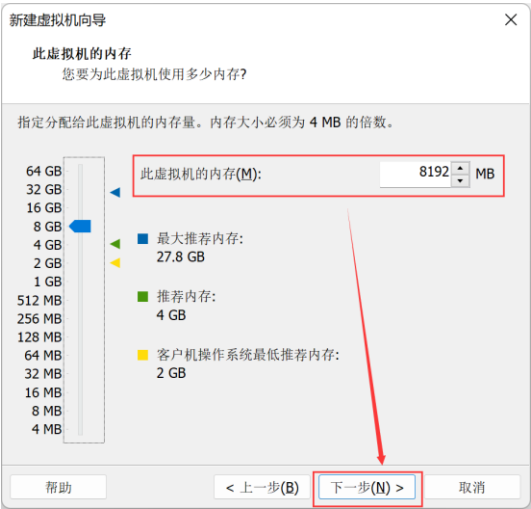 新建虚拟机向导
此虚拟机的内存
您要为此虚拟机使用多少内存?
指定分配给此虚拟机的内存量。内存大小必须为 4 MB 的倍数。
64 GB
32 GB
16 GB
8 GB
4 GB
2 GB
1 GB
512 MB
256 MB
128 MB
64 MB
32 MB
16 MB
8 MB
4 MB
此虚拟机的内存(M): 8192 MB
最大推荐内存:
27.8 GB
推荐内存:
4 GB
客户机操作系统最低推荐内存:
2 GB
帮助 < 上一步(B) 下一步(N) > 取消